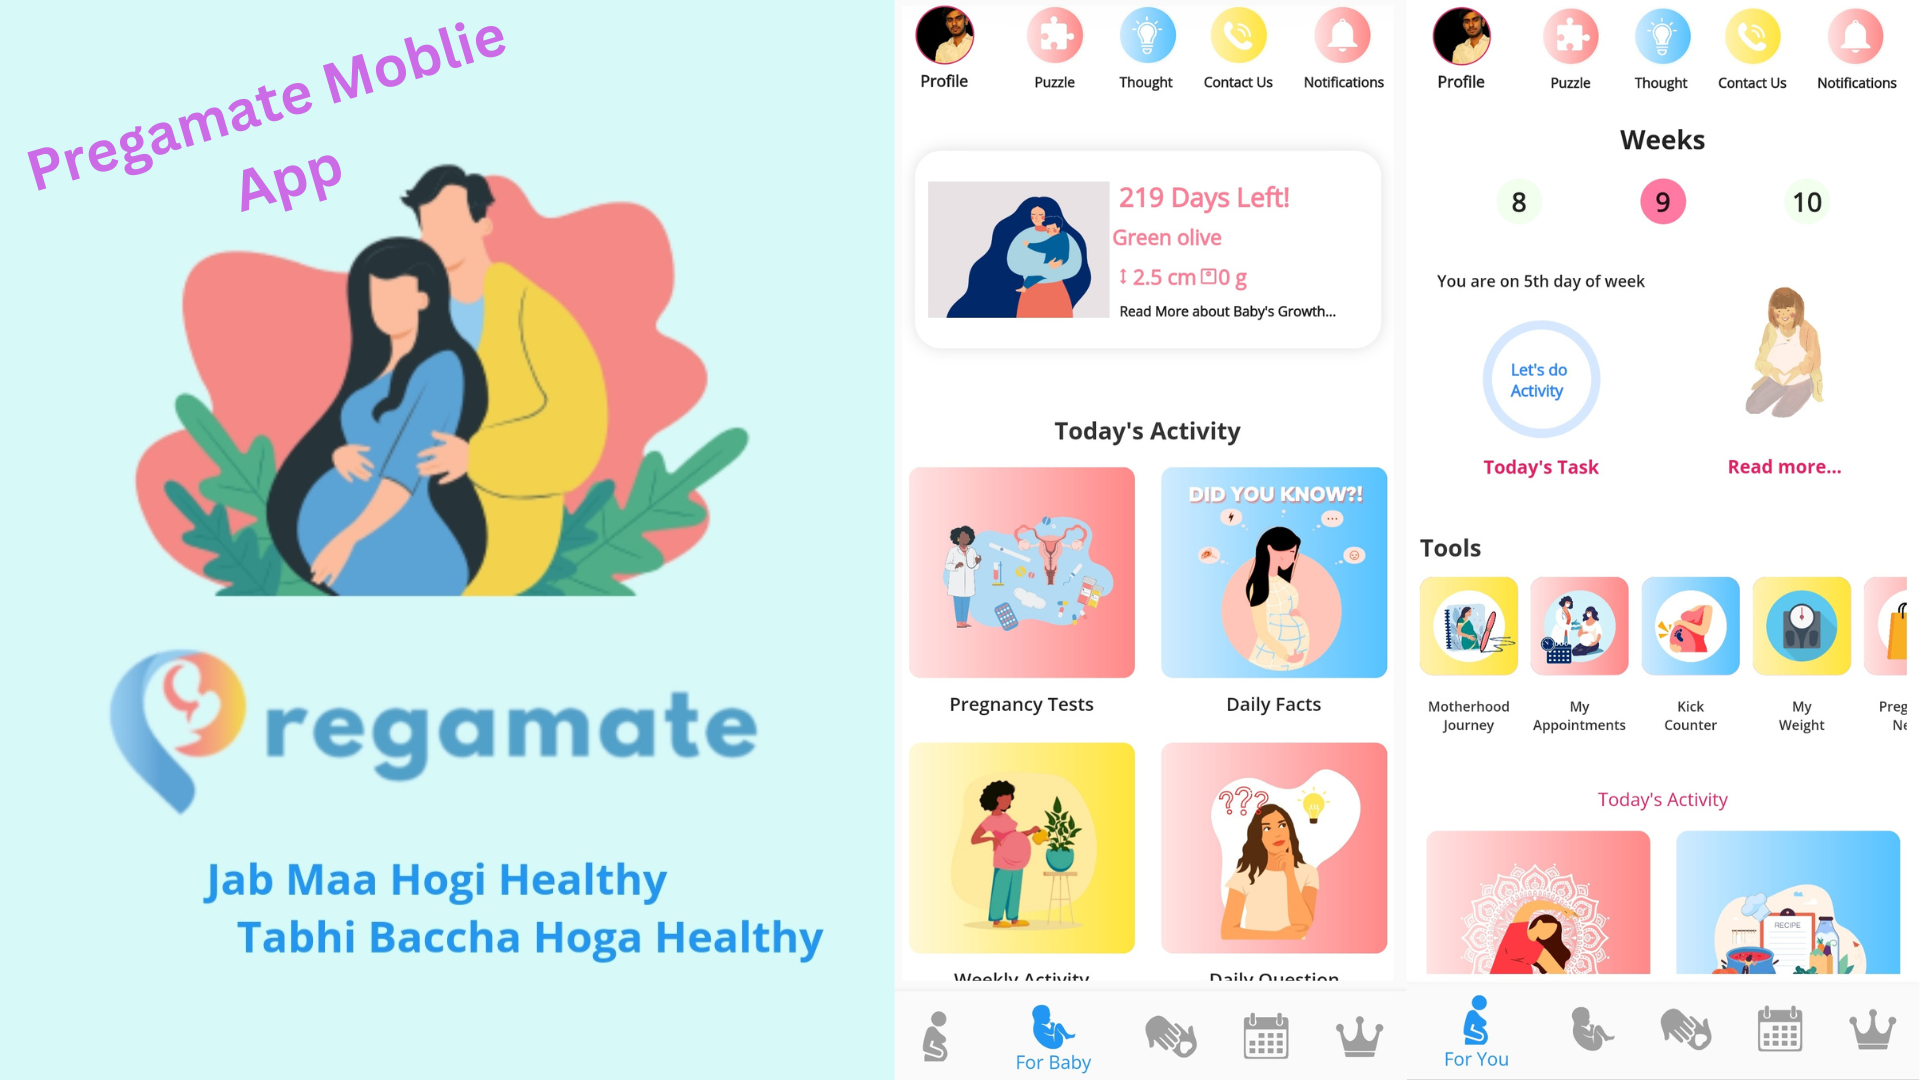 Pregamate Moblie
App
regamate
Jab Maa Hogi Healthy
Tabhi Baccha Hoga Healthy
Profile
Puzzle
Thought
Contact Us
Notifications
219 Days Left!
Green olive
2.5 cm 0 g
Read More about Baby's Growth...
Today's Activity
DID YOU KNOW?!
Pregnancy Tests
Daily Facts
???
Weekly Activity
Daily Question
For Baby
Profile
Puzzle
Thought
Contact Us
Notifications
Weeks
8
9
10
You are on 5th day of week
Let's do
Activity
Today's Task
Read more...
Tools
Motherhood
Journey
My
Appointments
Kick
Counter
My
Weight
Preg
Ne
Today's Activity
RECIPE
For You